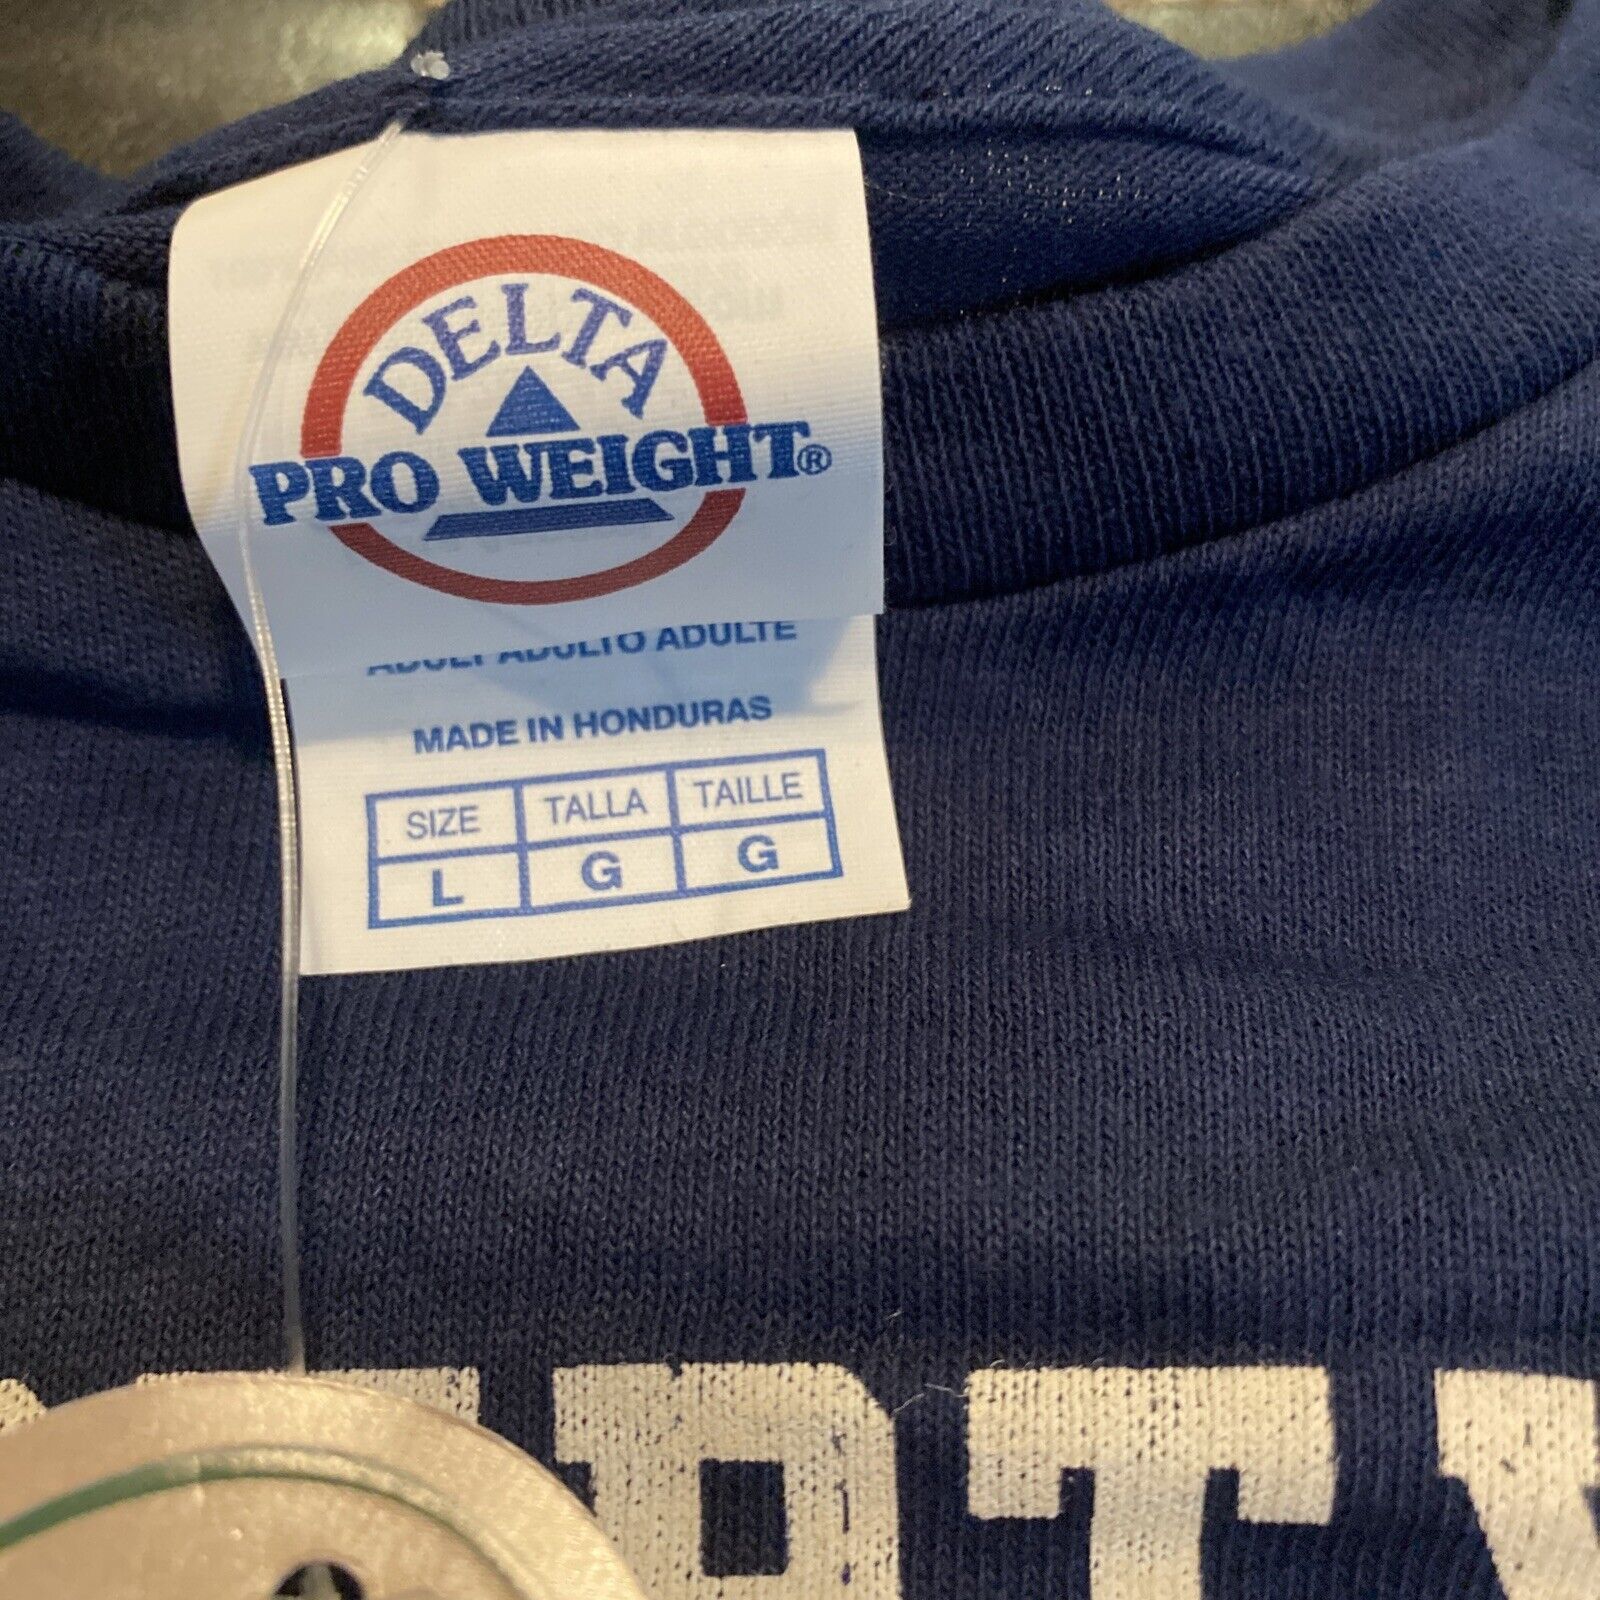 DELTA
PRO WEIGHT®
ADULT ADULTO ADULTE
MADE IN HONDURAS
SIZE TALLA TAILLE
L G G